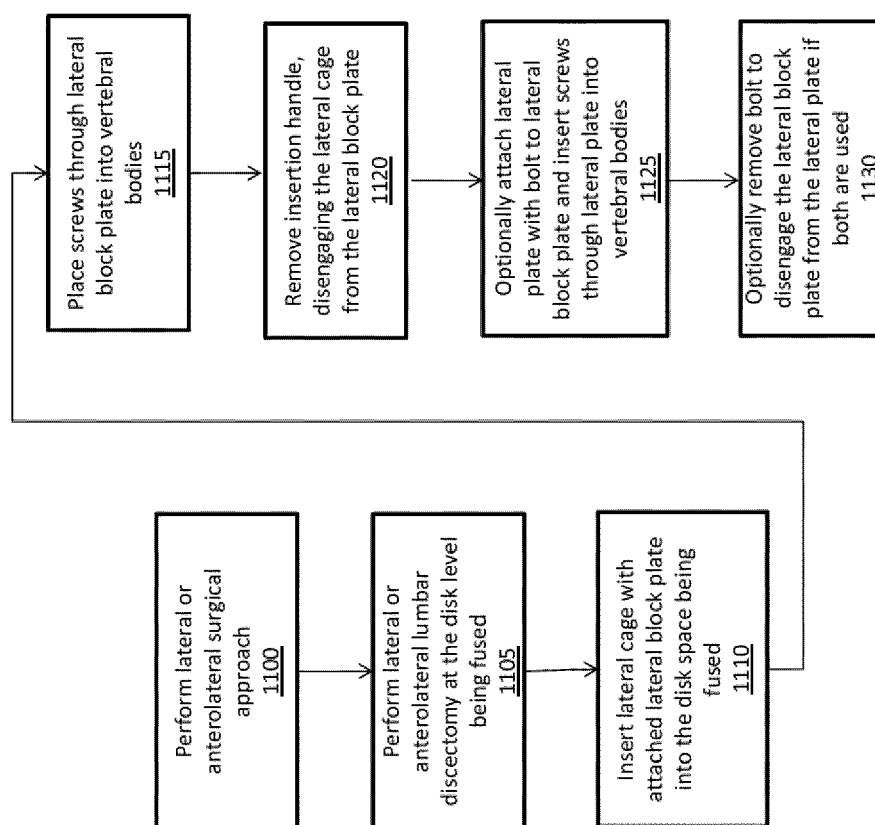 Perform lateral or
anterolateral surgical
approach
1100
Perform lateral or
anterolateral lumbar
discectomy at the disk level
being fused
1105
Insert lateral cage with
attached lateral block plate
into the disk space being
fused
1110
Place screws through lateral
block plate into vertebral
bodies
1115
Remove insertion handle,
disengaging the lateral cage
from the lateral block plate
1120
Optionally attach lateral
plate with bolt to lateral
block plate and insert screws
through lateral plate into
vertebral bodies
1125
Optionally remove bolt to
disengage the lateral block
plate from the lateral plate if
both are used
1130